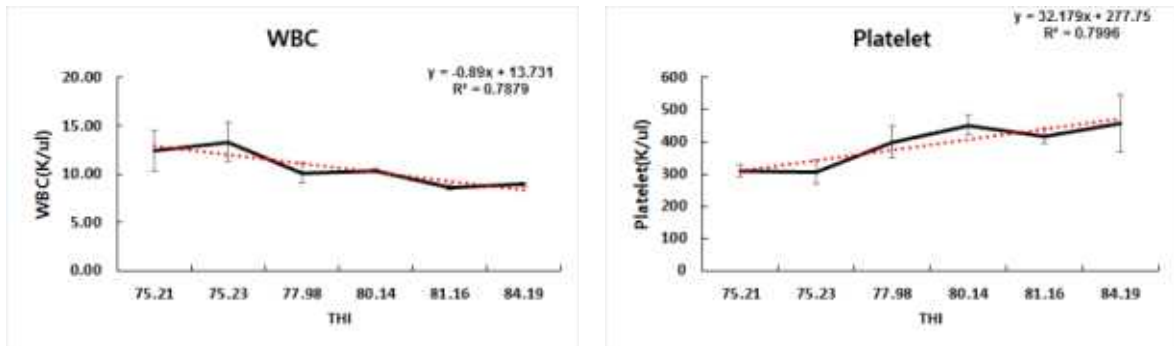 WBC
y = -0.89x + 13.731
R² = 0.7879
20.00
15.00
10.00
5.00
0.00
WBC(K/ul)
75.21 75.23 77.98 80.14 81.16 84.19
THI
y = 32.179x + 277.75
R² = 0.7996
Platelet
600
500
400
300
200
100
0
Platelet(K/ul)
75.21 75.23 77.98 80.14 81.16 84.19
THI